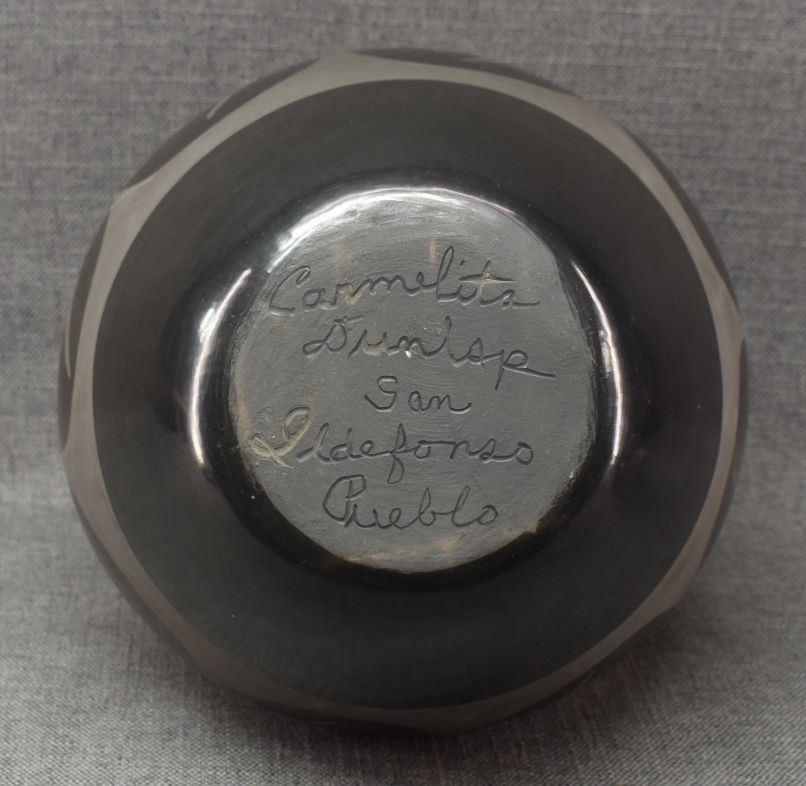 Carmelita
Dunlap
San
Ildefonso
Pueblo